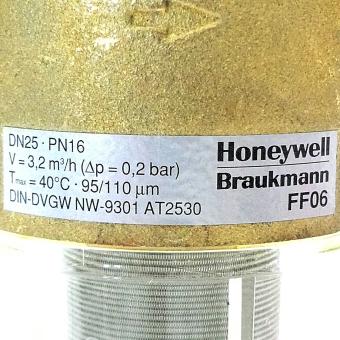 DN25 · PN16
V = 3,2 m³/h (Δp = 0,2 bar)
Tmax = 40°C · 95/110 µm
DIN-DVGW NW-9301 AT2530
Honeywell
Braukmann
FF06